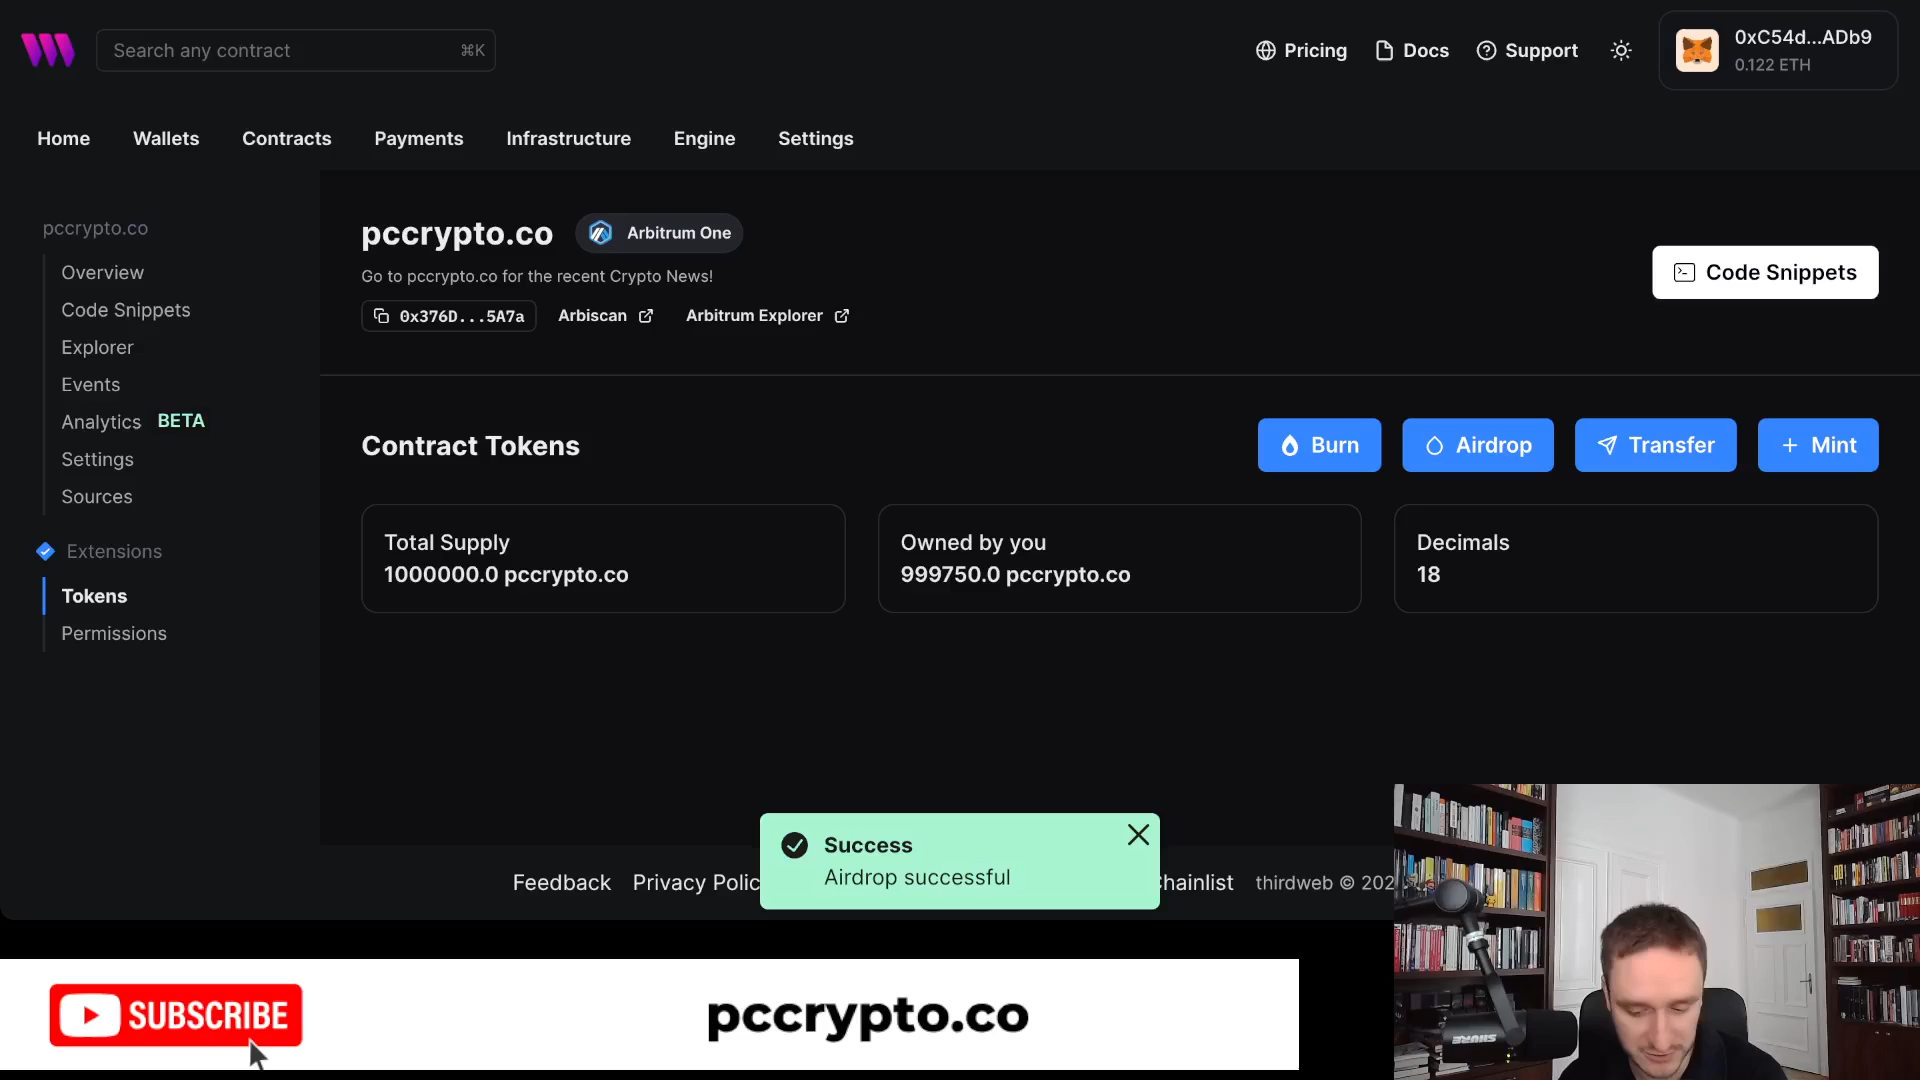 Search any contract ⌘K
Pricing Docs Support
0xC54d...ADb9
0.122 ETH
Home Wallets Contracts Payments Infrastructure Engine Settings
pccrypto.co
Overview
Code Snippets
Explorer
Events
Analytics BETA
Settings
Sources
Extensions
Tokens
Permissions
pccrypto.co Arbitrum One
Go to pccrypto.co for the recent Crypto News!
0x376D...5A7a Arbiscan Arbitrum Explorer
Code Snippets
Contract Tokens
Burn Airdrop Transfer + Mint
Total Supply
1000000.0 pccrypto.co
Owned by you
999750.0 pccrypto.co
Decimals
18
Success
Airdrop successful
Feedback Privacy Polic hainlist thirdweb © 202
SUBSCRIBE
pccrypto.co
SHURE